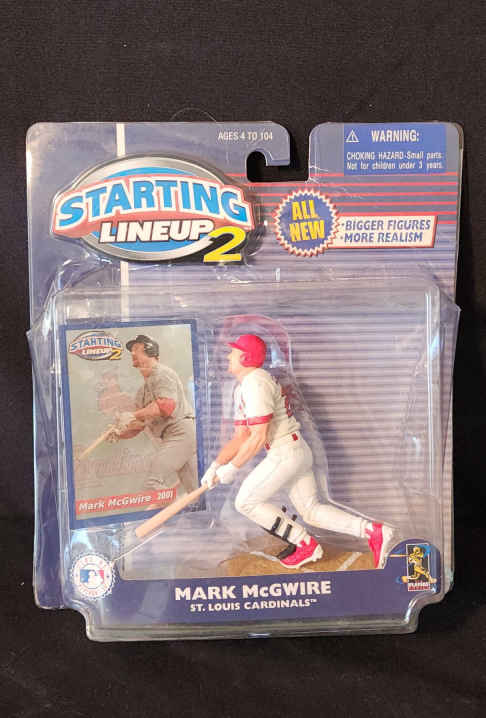 AGES 4 TO 104
WARNING:
CHOKING HAZARD-Small parts.
Not for children under 3 years.
STARTING
LINEUP 2
ALL
NEW
•BIGGER FIGURES
•MORE REALISM
STARTING
LINEUP 2
Mark McGwire 2001
MARK McGWIRE
ST. LOUIS CARDINALS™